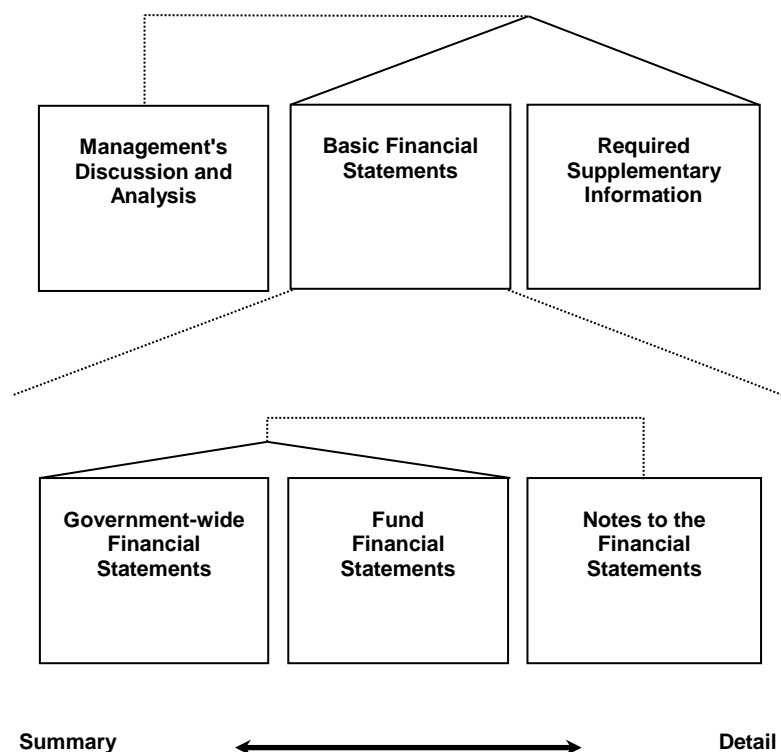 Management's
Discussion and
Analysis
Basic Financial
Statements
Required
Supplementary
Information
Government-wide
Financial
Statements
Fund
Financial
Statements
Notes to the
Financial
Statements
Summary
Detail